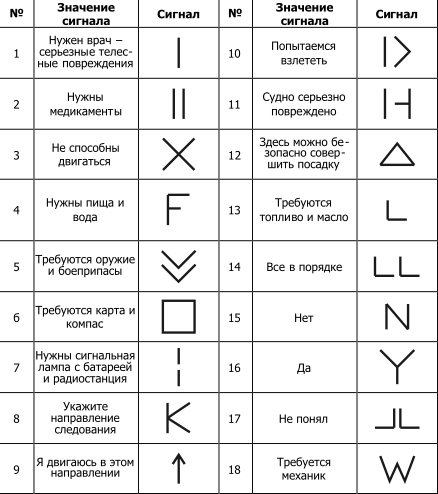 № Значение сигнала Сигнал № Значение сигнала Сигнал
1 Нужен врач –
серьезные телес-
ные повреждения
10 Попытаемся
взлететь
2 Нужны
медикаменты
11 Судно серьезно
повреждено
3 Не способны
двигаться
12 Здесь можно бе-
зопасно совер-
шить посадку
4 Нужны пища и
вода
F
13 Требуются
топливо и масло
L
5 Требуются оружие
и боеприпасы
14 Все в порядке
LL
6 Требуются карта и
компас
15 Нет
N
7 Нужны сигнальная
лампа с батареей
и радиостанция
16 Да
Y
8 Укажите
направление
следования
K
17 Не понял
9 Я двигаюсь в этом
направлении
18 Требуется
механик
W